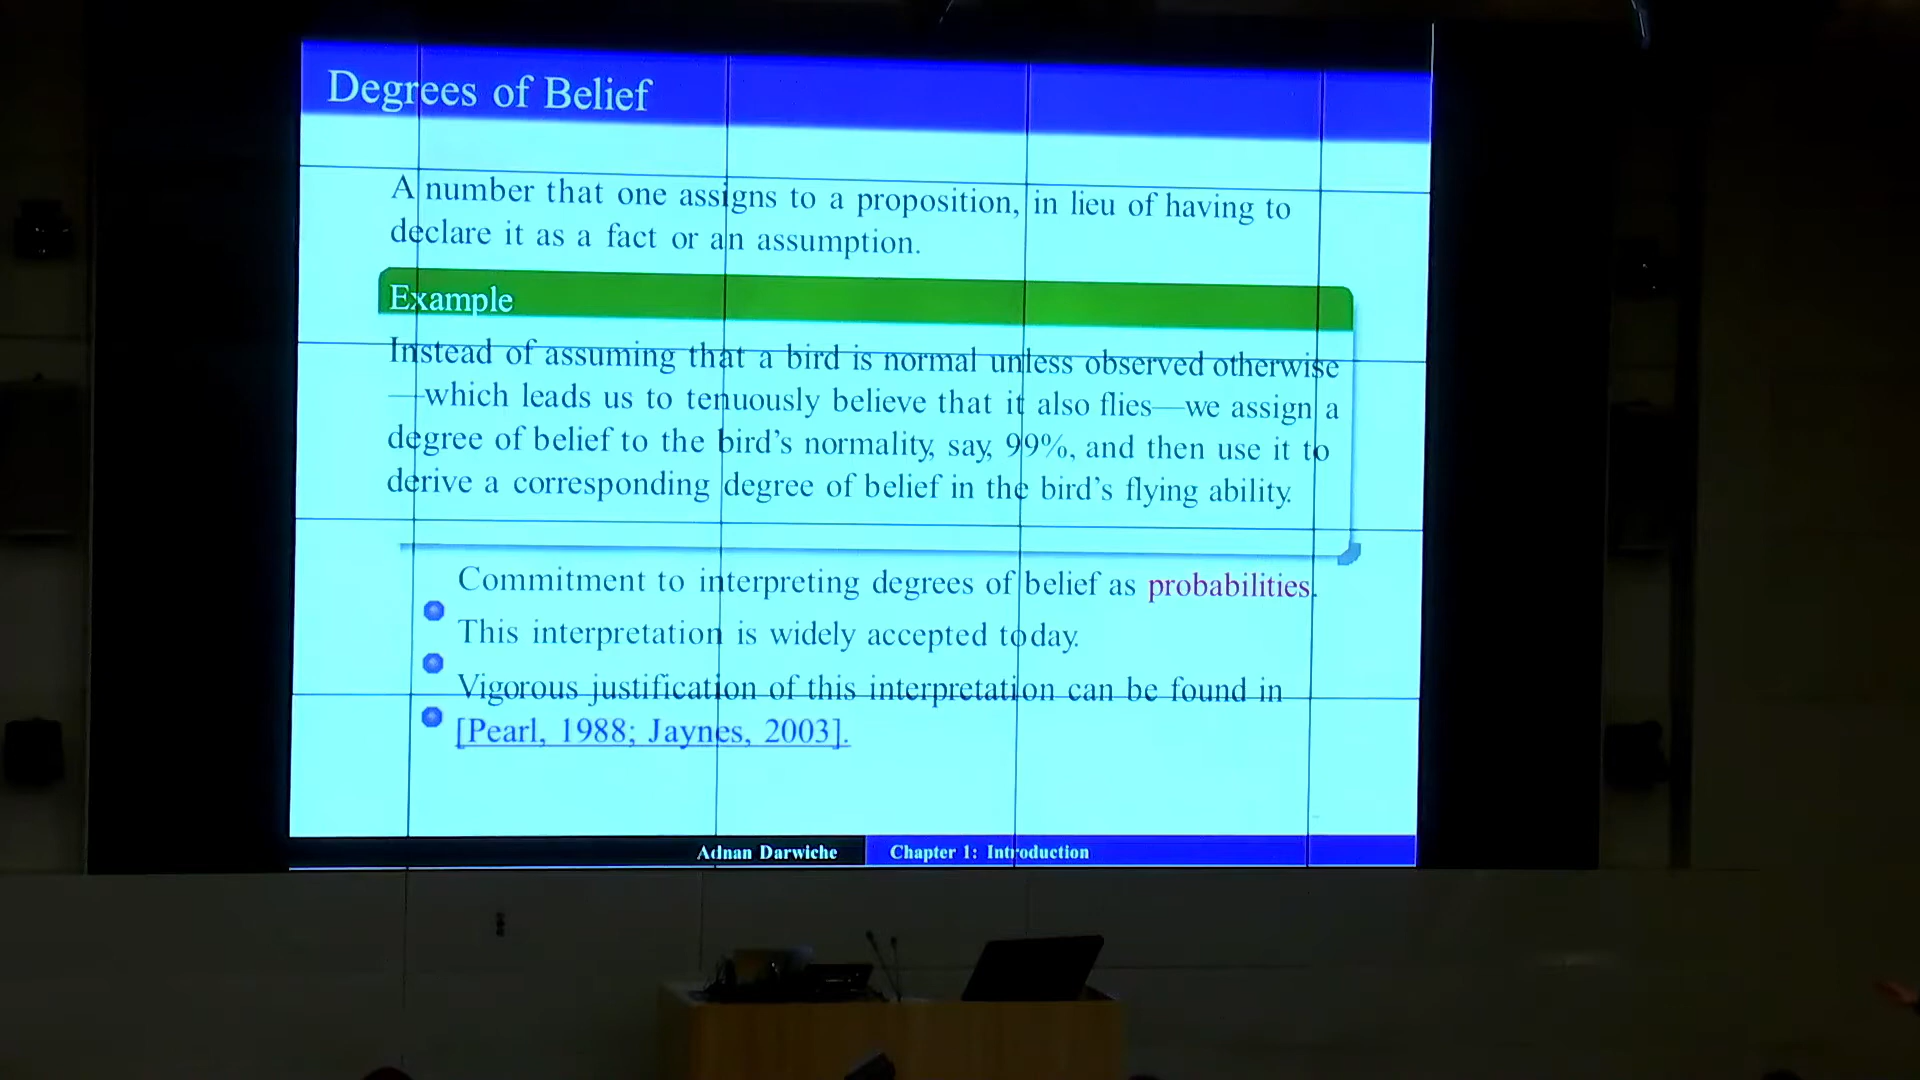 Degrees of Belief
A number that one assigns to a proposition, in lieu of having to
declare it as a fact or an assumption.
Example
Instead of assuming that a bird is normal unless observed otherwise
—which leads us to tenuously believe that it also flies—we assign a
degree of belief to the bird's normality, say, 99%, and then use it to
derive a corresponding degree of belief in the bird's flying ability.
Commitment to interpreting degrees of belief as probabilities.
This interpretation is widely accepted today.
Vigorous justification of this interpretation can be found in
[Pearl, 1988; Jaynes, 2003].
Adnan Darwiche
Chapter 1: Introduction